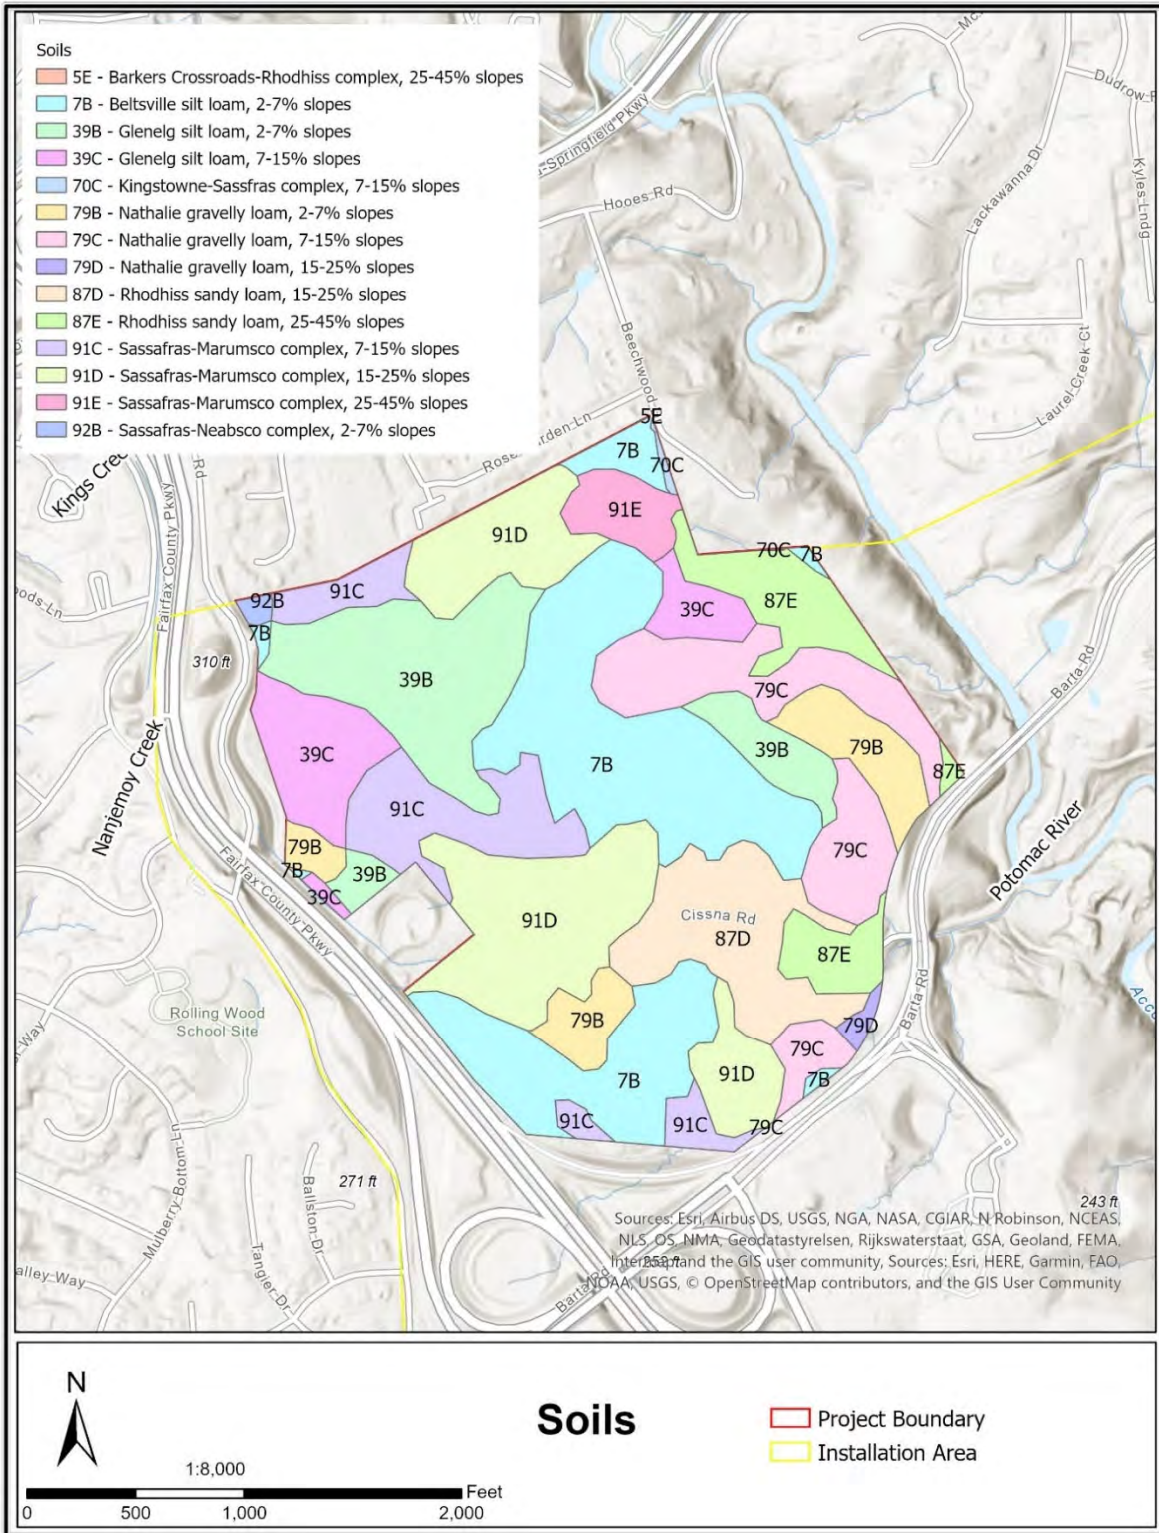 Soils
5E - Barkers Crossroads-Rhodhiss complex, 25-45% slopes
7B - Beltsville silt loam, 2-7% slopes
39B - Glenelg silt loam, 2-7% slopes
39C - Glenelg silt loam, 7-15% slopes
70C - Kingstowne-Sassfras complex, 7-15% slopes
79B - Nathalie gravelly loam, 2-7% slopes
79C - Nathalie gravelly loam, 7-15% slopes
79D - Nathalie gravelly loam, 15-25% slopes
87D - Rhodhiss sandy loam, 15-25% slopes
87E - Rhodhiss sandy loam, 25-45% slopes
91C - Sassafras-Marumsco complex, 7-15% slopes
91D - Sassafras-Marumsco complex, 15-25% slopes
91E - Sassafras-Marumsco complex, 25-45% slopes
92B - Sassafras-Neabsco complex, 2-7% slopes
-Springfield Pkwy
Hooes Rd
Dudrow
Lackawanna Dr
Kyles Lndg
Laurel Creek Ct
Beechwood
Kings Cree
Rd
Fairfax County Pkwy
5E
7B
70C
91E
91D
70C
7B
91C
92B
7B
310 ft
39C
87E
39B
79C
39C
39B
79B
7B
87E
Barta Rd
Nanjemoy Creek
91C
79B
7B
39B
39C
79C
Potomac River
Fairfax County Pkwy
91D
Cissna Rd
87D
87E
Barta Rd
Rolling Wood
School Site
79B
79D
79C
7B
91D
7B
91C
91C
79C
Mulberry Bottom Ln
271 ft
Ballston Dr
Tangler Dr
alley Way
243 ft
Barta Rd
Sources: Esri, Airbus DS, USGS, NGA, NASA, CGIAR, N Robinson, NCEAS,
NLS, OS, NMA, Geodatastyrelsen, Rijkswaterstaat, GSA, Geoland, FEMA,
Intermap and the GIS user community, Sources: Esri, HERE, Garmin, FAO,
NOAA, USGS, © OpenStreetMap contributors, and the GIS User Community
N
1:8,000
Feet
0 500 1,000 2,000
Soils
Project Boundary
Installation Area